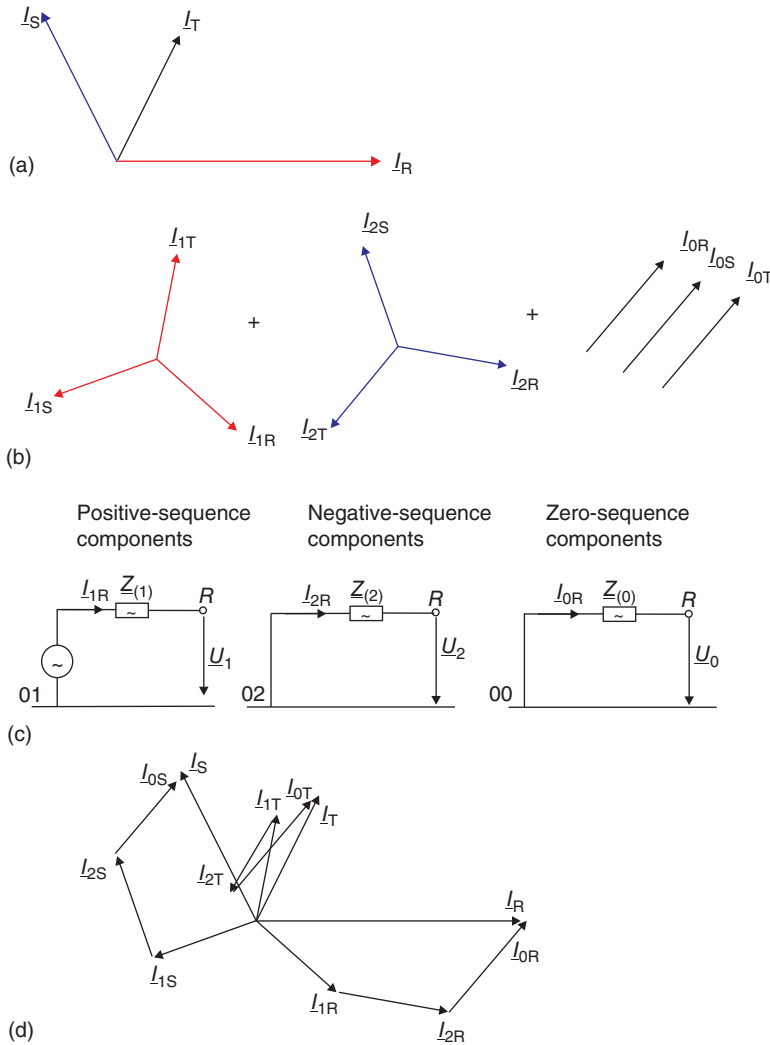 I_S
I_T
I_R
(a)
I_1T
I_2S
I_0R
I_0S
I_0T
+
+
I_1S
I_1R
I_2T
I_2R
(b)
Positive-sequence
components
Negative-sequence
components
Zero-sequence
components
I_1R
Z_(1)
R
~
~
U_1
01
I_2R
Z_(2)
R
~
U_2
02
I_0R
Z_(0)
R
~
U_0
00
(c)
I_0S
I_S
I_1T
I_0T
I_T
I_2S
I_2T
I_R
I_0R
I_1S
I_1R
I_2R
(d)